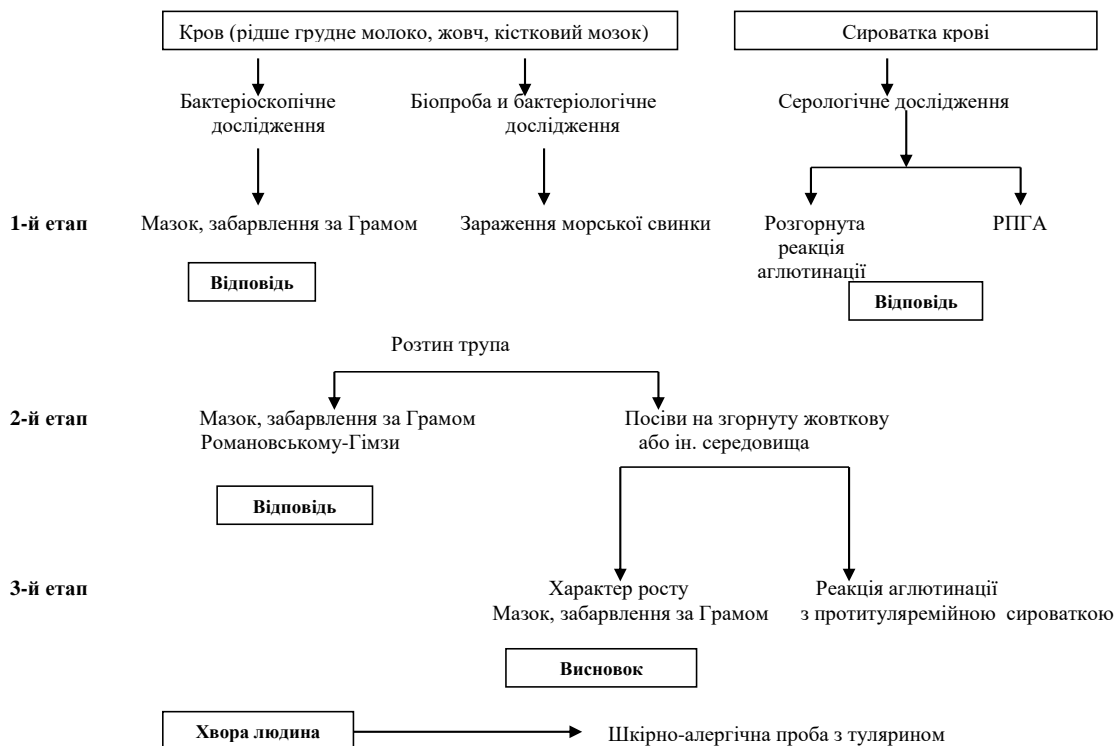 Кров (рідше грудне молоко, жовч, кістковий мозок)
Сироватка крові
Бактеріоскопічне
дослідження
Біопроба и бактеріологічне
дослідження
Серологічне дослідження
1-й етап
Мазок, забарвлення за Грамом
Зараження морської свинки
Розгорнута
реакція
аглютинації
РПГА
Відповідь
Відповідь
Розтин трупа
2-й етап
Мазок, забарвлення за Грамом
Романовському-Гімзи
Посіви на згорнуту жовткову
або ін. середовища
Відповідь
3-й етап
Характер росту
Мазок, забарвлення за Грамом
Реакція аглютинації
з протитуляремійною сироваткою
Висновок
Хвора людина
Шкірно-алергічна проба з тулярином